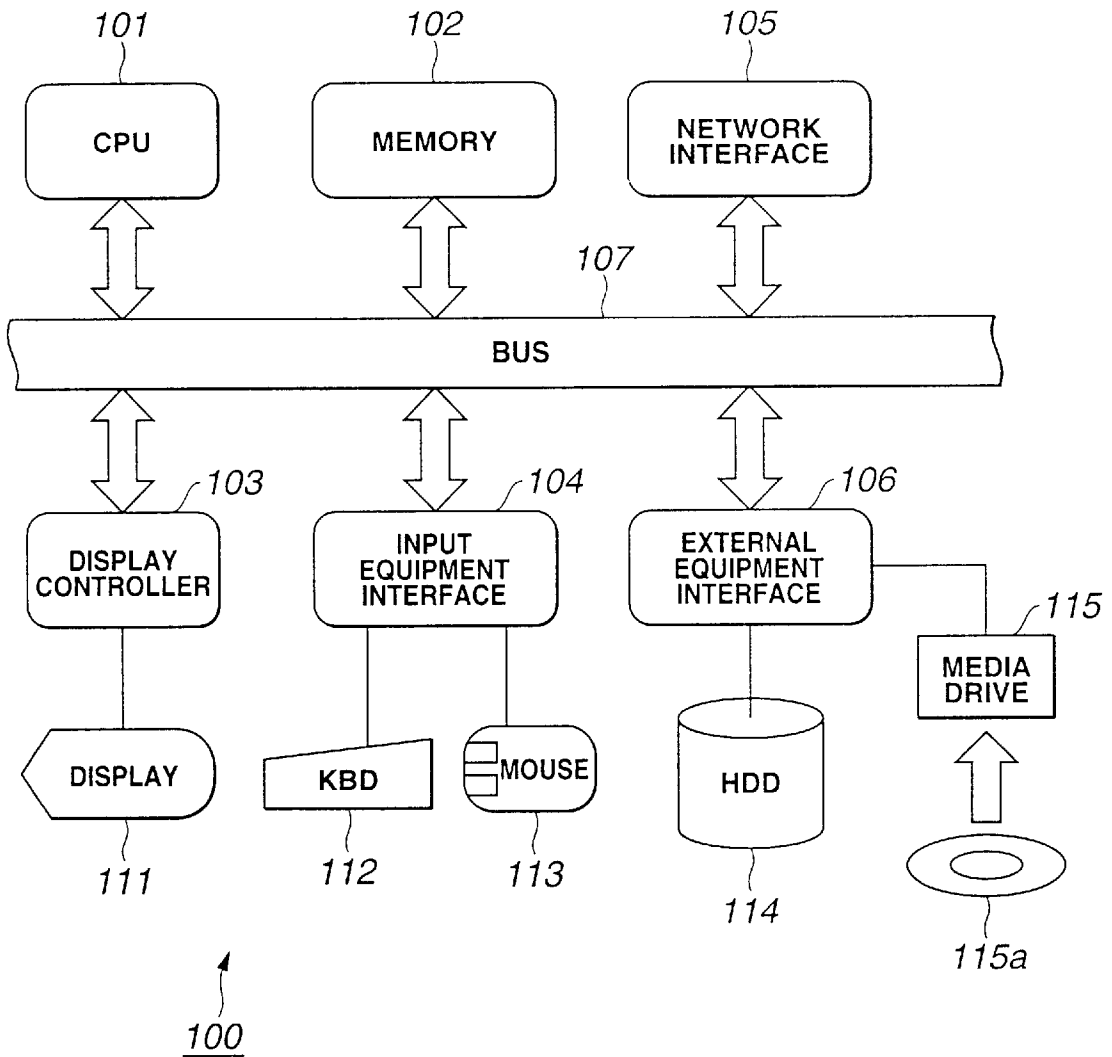 101
102
105
CPU
MEMORY
NETWORK
INTERFACE
107
BUS
103
104
106
DISPLAY
CONTROLLER
INPUT
EQUIPMENT
INTERFACE
EXTERNAL
EQUIPMENT
INTERFACE
115
MEDIA
DRIVE
DISPLAY
KBD
MOUSE
HDD
111
112
113
114
115a
100